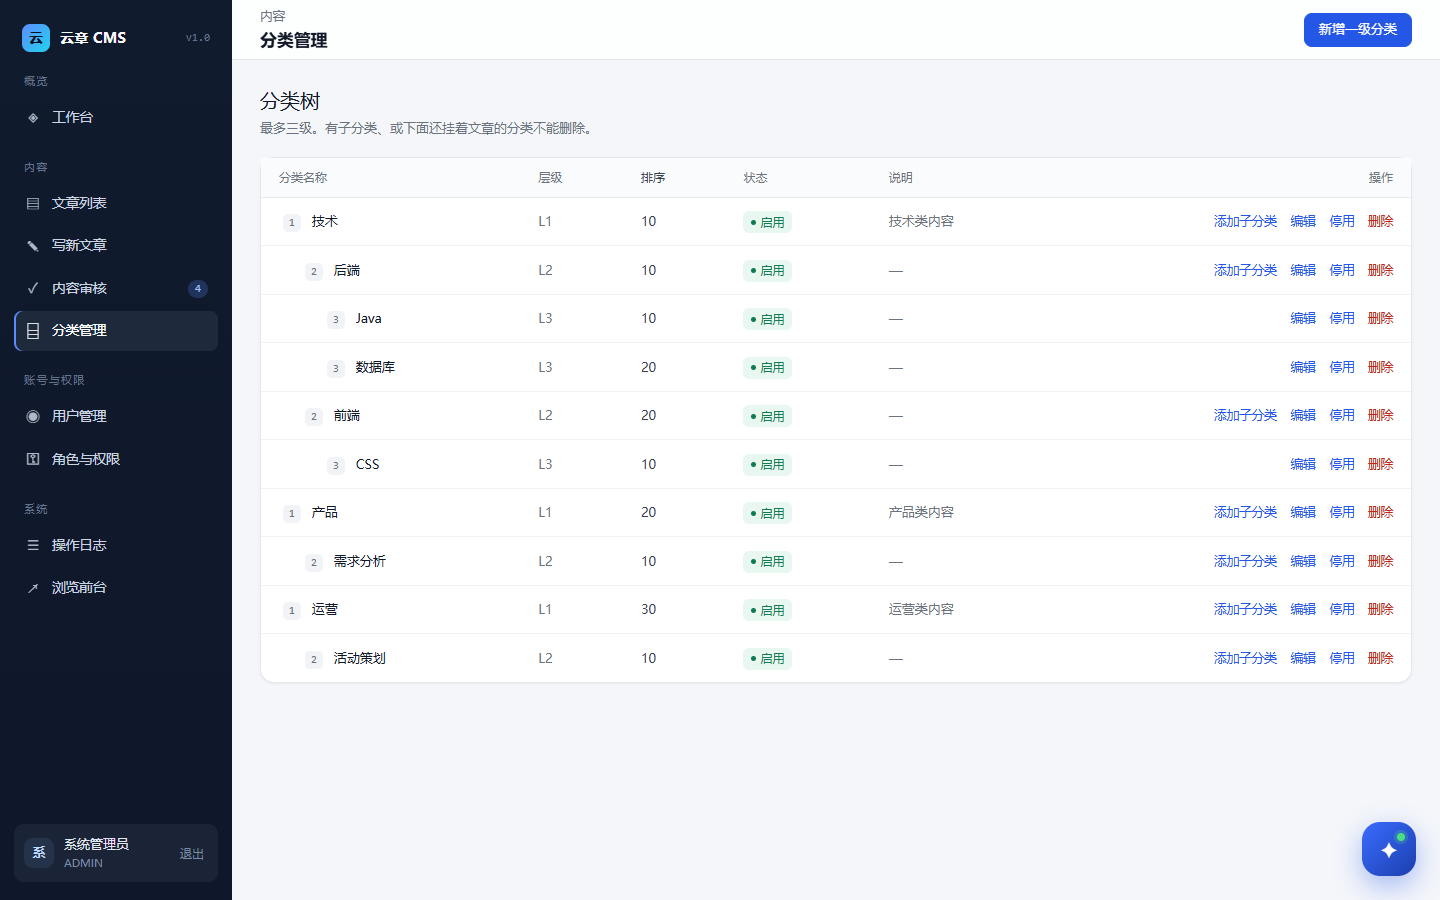 云 云章 CMS v1.0
概览
工作台
内容
文章列表
写新文章
内容审核 4
分类管理
账号与权限
用户管理
角色与权限
系统
操作日志
浏览前台
系 系统管理员
ADMIN
退出
内容
分类管理
新增一级分类
分类树
最多三级。有子分类、或下面还挂着文章的分类不能删除。
分类名称 层级 排序 状态 说明 操作
1 技术 L1 10 启用 技术类内容 添加子分类 编辑 停用 删除
2 后端 L2 10 启用 — 添加子分类 编辑 停用 删除
3 Java L3 10 启用 — 编辑 停用 删除
3 数据库 L3 20 启用 — 编辑 停用 删除
2 前端 L2 20 启用 — 添加子分类 编辑 停用 删除
3 CSS L3 10 启用 — 编辑 停用 删除
1 产品 L1 20 启用 产品类内容 添加子分类 编辑 停用 删除
2 需求分析 L2 10 启用 — 添加子分类 编辑 停用 删除
1 运营 L1 30 启用 运营类内容 添加子分类 编辑 停用 删除
2 活动策划 L2 10 启用 — 添加子分类 编辑 停用 删除